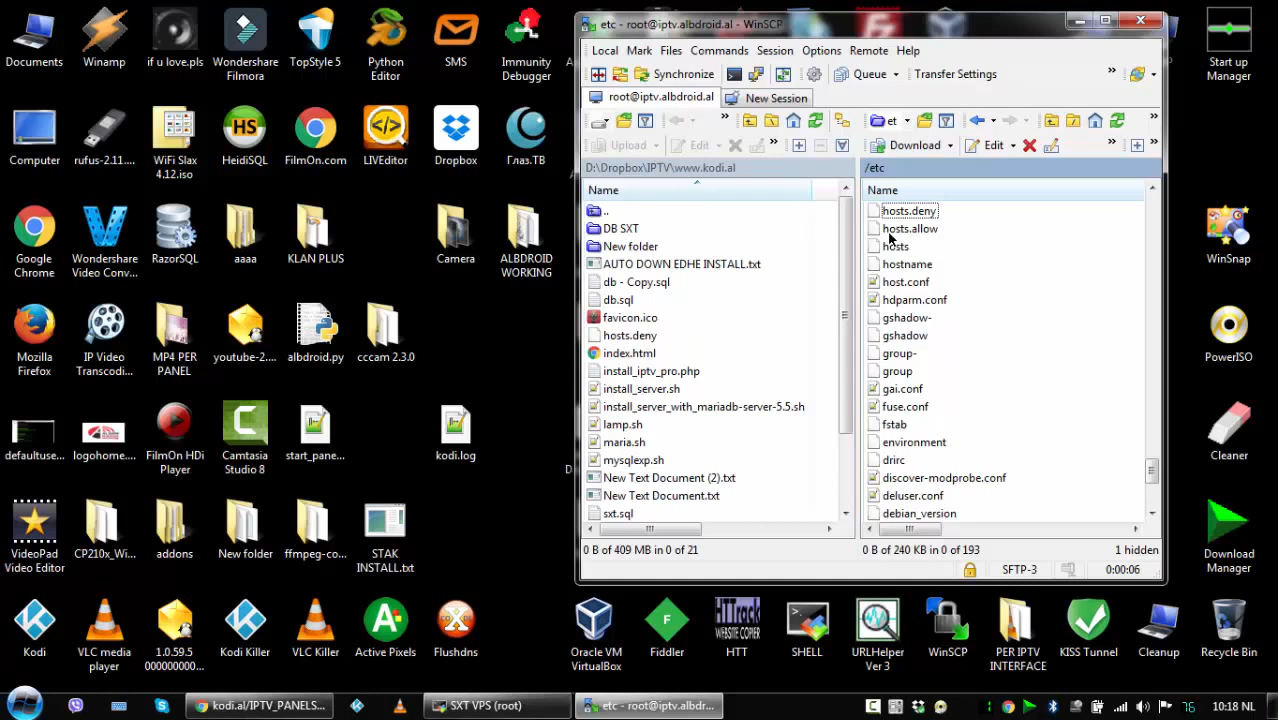 Documents
Winamp
if u love.pls
Wondershare
Filmora
TopStyle 5
Python
Editor
SMS
Immunity
Debugger
Start up
Manager
Computer
rufus-2.11....
WiFi Slax
4.12.iso
HeidiSQL
FilmOn.com
LIVEditor
Dropbox
Глаз.ТВ
Google
Chrome
Wondershare
Video Conv...
RazorSQL
aaaa
KLAN PLUS
Camera
ALBDROID
WORKING
WinSnap
Mozilla
Firefox
IP Video
Transcodi...
MP4 PER
PANEL
youtube-2....
albdroid.py
cccam 2.3.0
PowerISO
defaultuse...
logohome....
FilmOn HDi
Player
Camtasia
Studio 8
start_pane...
kodi.log
Cleaner
VideoPad
Video Editor
CP210x_Wi...
addons
New folder
ffmpeg-co...
STAK
INSTALL.txt
Download
Manager
Kodi
VLC media
player
1.0.59.5
000000000...
Kodi Killer
VLC Killer
Active Pixels
Flushdns
Oracle VM
VirtualBox
Fiddler
HTTrack
WEBSITE COPIER
HTT
SHELL
URLHelper
Ver 3
WinSCP
PER IPTV
INTERFACE
KISS Tunnel
Cleanup
Recycle Bin
etc - root@iptv.albdroid.al - WinSCP
Local Mark Files Commands Session Options Remote Help
Synchronize Queue Transfer Settings
root@iptv.albdroid.al New Session
et
Upload Edit Download Edit
D:\Dropbox\IPTV\www.kodi.al
Name
..
DB SXT
New folder
AUTO DOWN EDHE INSTALL.txt
db - Copy.sql
db.sql
favicon.ico
hosts.deny
index.html
install_iptv_pro.php
install_server.sh
install_server_with_mariadb-server-5.5.sh
lamp.sh
maria.sh
mysqlexp.sh
New Text Document (2).txt
New Text Document.txt
sxt.sql
0 B of 409 MB in 0 of 21
/etc
Name
hosts.deny
hosts.allow
hosts
hostname
host.conf
hdparm.conf
gshadow-
gshadow
group-
group
gai.conf
fuse.conf
fstab
environment
drirc
discover-modprobe.conf
deluser.conf
debian_version
0 B of 240 KB in 0 of 193 1 hidden
SFTP-3 0:00:06
kodi.al/IPTV_PANELS... SXT VPS (root) etc - root@iptv.albdr... 76 10:18 NL